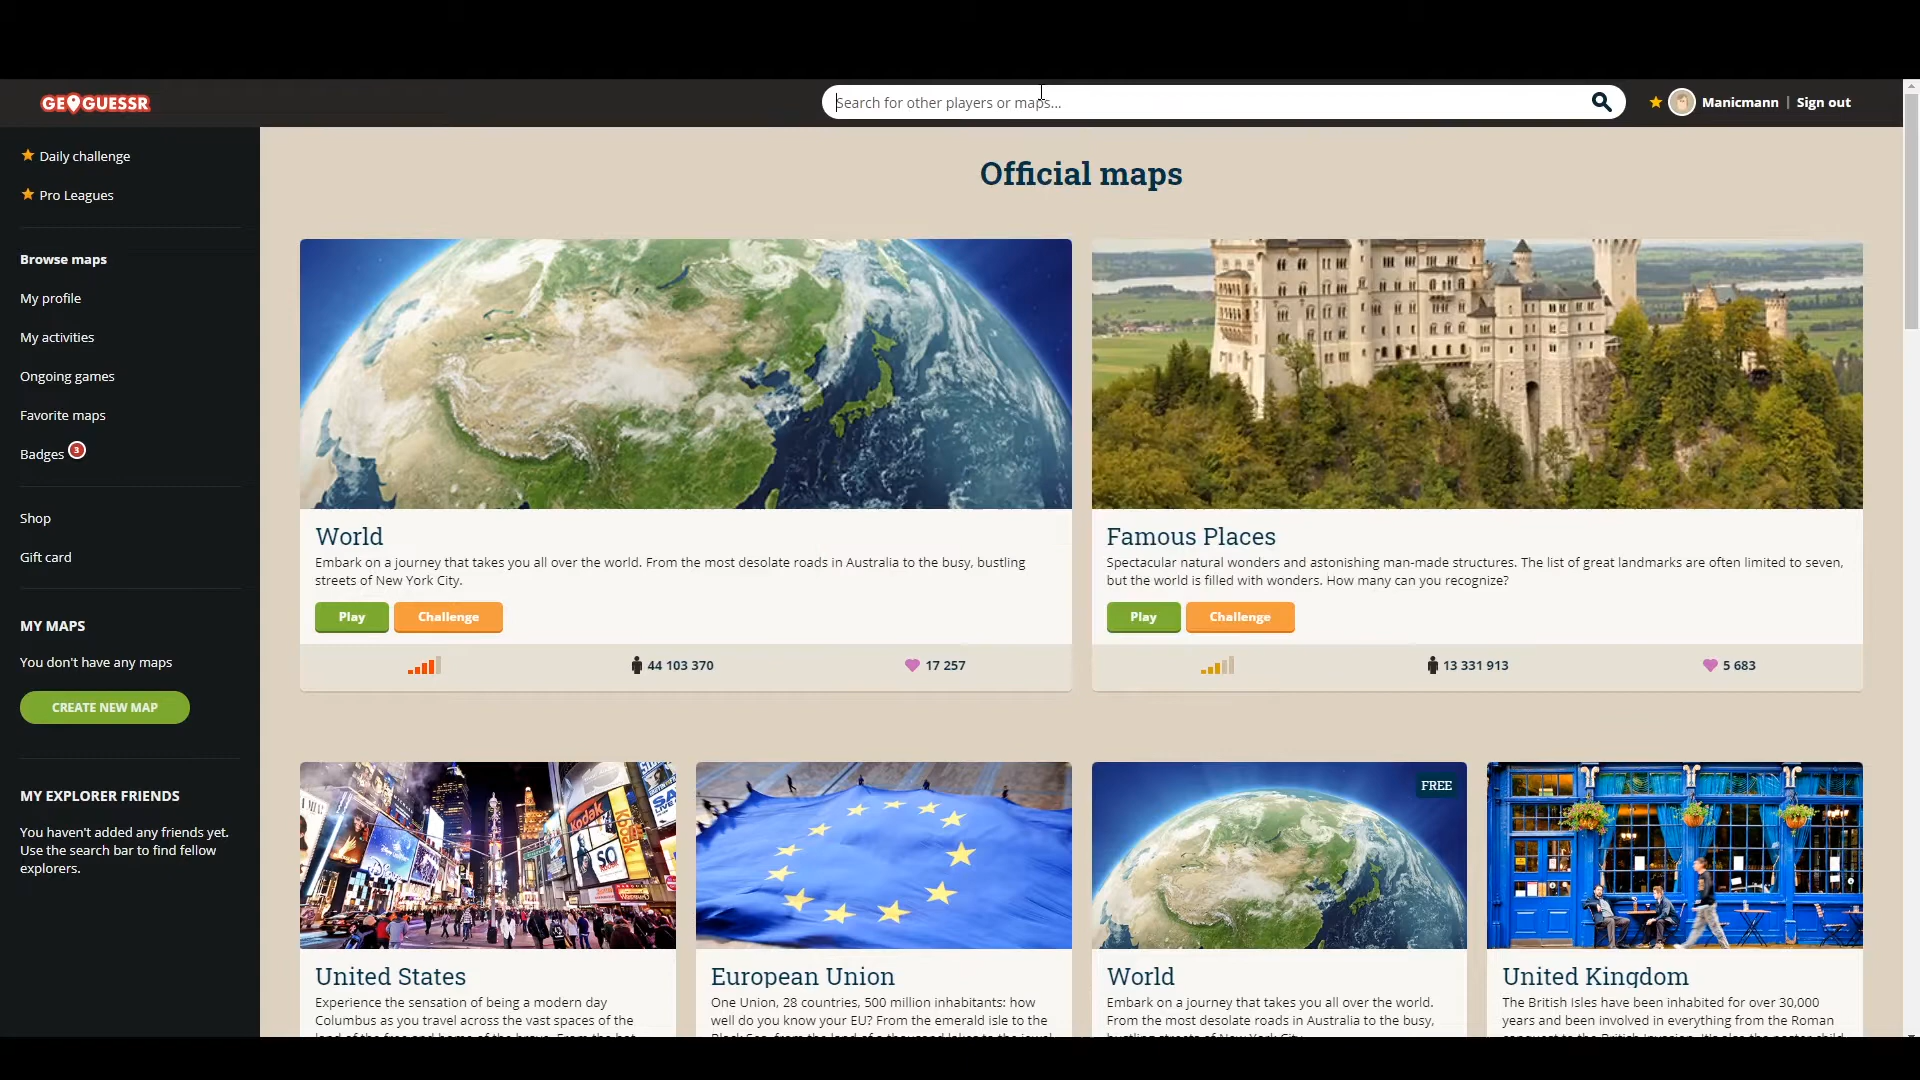 GEOGUESSR
Search for other players or maps...
Manicmann | Sign out
Daily challenge
Pro Leagues
Browse maps
My profile
My activities
Ongoing games
Favorite maps
Badges 3
Shop
Gift card
MY MAPS
You don't have any maps
CREATE NEW MAP
MY EXPLORER FRIENDS
You haven't added any friends yet.
Use the search bar to find fellow
explorers.
Official maps
World
Embark on a journey that takes you all over the world. From the most desolate roads in Australia to the busy, bustling
streets of New York City.
Play Challenge
44 103 370 17 257
Famous Places
Spectacular natural wonders and astonishing man-made structures. The list of great landmarks are often limited to seven,
but the world is filled with wonders. How many can you recognize?
Play Challenge
13 331 913 5 683
Kodak
Kodak
SO
United States
Experience the sensation of being a modern day
Columbus as you travel across the vast spaces of the
European Union
One Union, 28 countries, 500 million inhabitants: how
well do you know your EU? From the emerald isle to the
FREE
World
Embark on a journey that takes you all over the world.
From the most desolate roads in Australia to the busy,
bustling streets of New York City.
United Kingdom
The British Isles have been inhabited for over 30,000
years and been involved in everything from the Roman